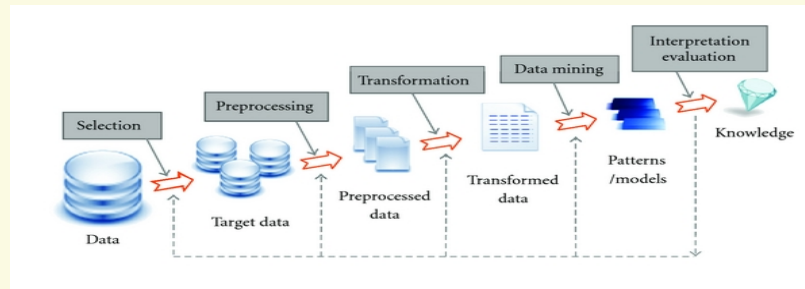 Selection
Preprocessing
Transformation
Data mining
Interpretation
evaluation
Data
Target data
Preprocessed
data
Transformed
data
Patterns
/models
Knowledge